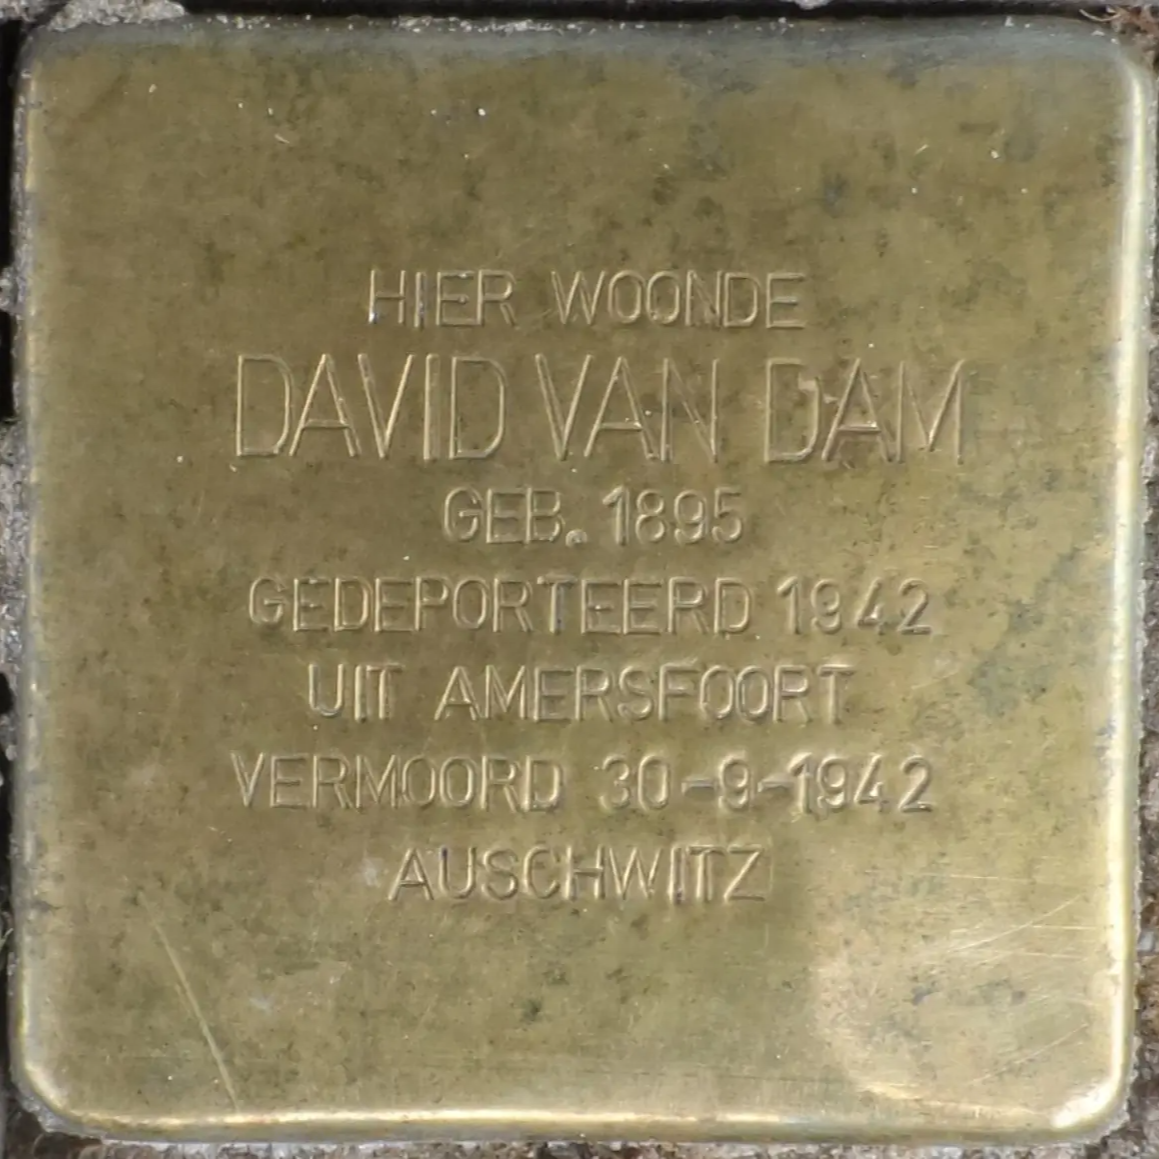 HIER WOONDE
DAVID VAN DAM
GEB. 1895
GEDEPORTEERD 1942
UIT AMERSFOORT
VERMOORD 30-9-1942
AUSCHWITZ